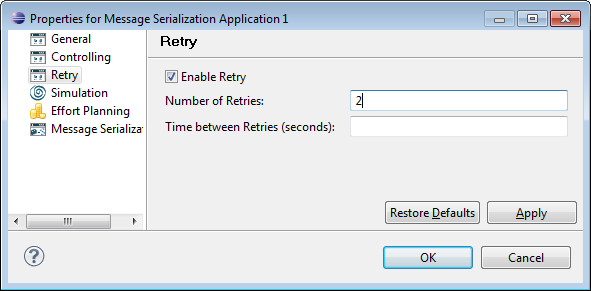 Properties for Message Serialization Application 1
General
Controlling
Retry
Simulation
Effort Planning
Message Serializat
Retry
Enable Retry
Number of Retries: 2
Time between Retries (seconds):
Restore Defaults Apply
? OK Cancel